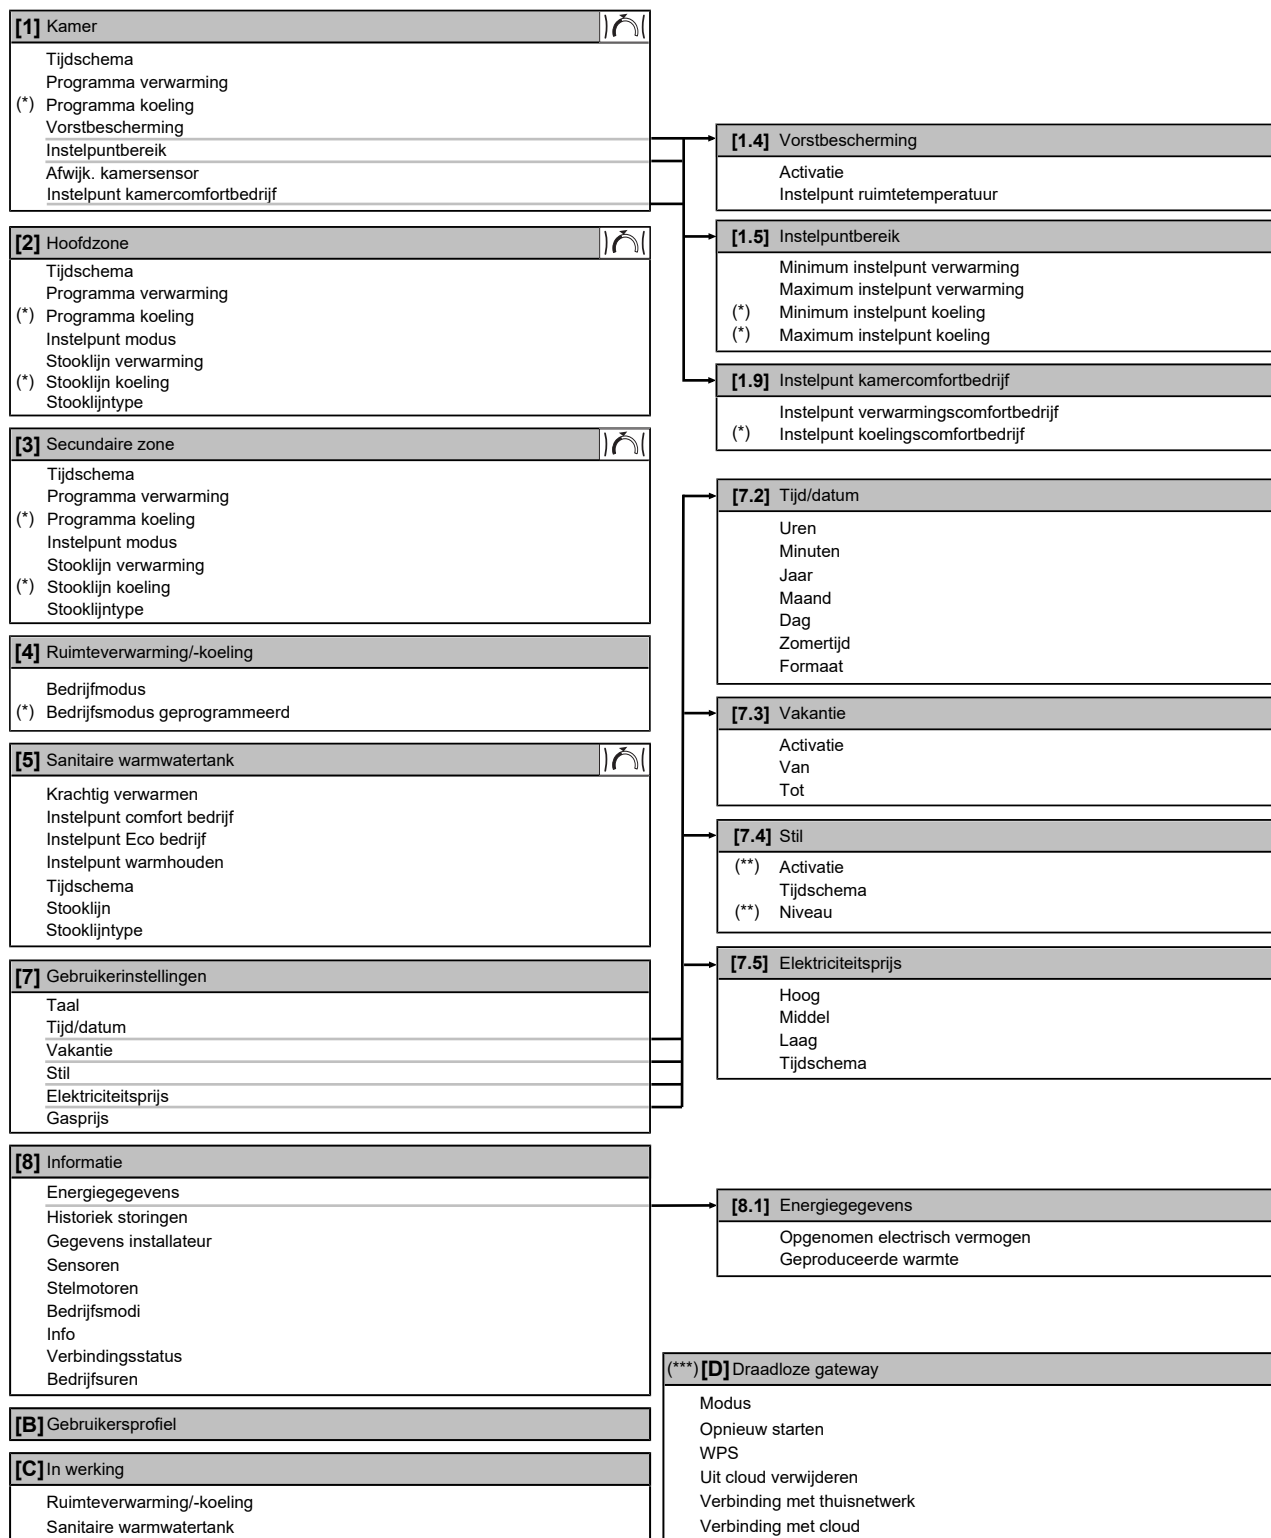 [1] Kamer
Tijdschema
Programma verwarming
(*) Programma koeling
Vorstbescherming
Instelpuntbereik
Afwijk. kamersensor
Instelpunt kamercomfortbedrijf
[2] Hoofdzone
Tijdschema
Programma verwarming
(*) Programma koeling
Instelpunt modus
Stooklijn verwarming
(*) Stooklijn koeling
Stooklijntype
[3] Secundaire zone
Tijdschema
Programma verwarming
(*) Programma koeling
Instelpunt modus
Stooklijn verwarming
(*) Stooklijn koeling
Stooklijntype
[4] Ruimteverwarming/-koeling
Bedrijfmodus
(*) Bedrijfsmodus geprogrammeerd
[5] Sanitaire warmwatertank
Krachtig verwarmen
Instelpunt comfort bedrijf
Instelpunt Eco bedrijf
Instelpunt warmhouden
Tijdschema
Stooklijn
Stooklijntype
[7] Gebruikerinstellingen
Taal
Tijd/datum
Vakantie
Stil
Elektriciteitsprijs
Gasprijs
[8] Informatie
Energiegegevens
Historiek storingen
Gegevens installateur
Sensoren
Stelmotoren
Bedrijfsmodi
Info
Verbindingsstatus
Bedrijfsuren
[B] Gebruikersprofiel
[C] In werking
Ruimteverwarming/-koeling
Sanitaire warmwatertank
[1.4] Vorstbescherming
Activatie
Instelpunt ruimtetemperatuur
[1.5] Instelpuntbereik
Minimum instelpunt verwarming
Maximum instelpunt verwarming
(*) Minimum instelpunt koeling
(*) Maximum instelpunt koeling
[1.9] Instelpunt kamercomfortbedrijf
Instelpunt verwarmingscomfortbedrijf
(*) Instelpunt koelingscomfortbedrijf
[7.2] Tijd/datum
Uren
Minuten
Jaar
Maand
Dag
Zomertijd
Formaat
[7.3] Vakantie
Activatie
Van
Tot
[7.4] Stil
(**) Activatie
Tijdschema
(**) Niveau
[7.5] Elektriciteitsprijs
Hoog
Middel
Laag
Tijdschema
[8.1] Energiegegevens
Opgenomen electrisch vermogen
Geproduceerde warmte
(***) [D] Draadloze gateway
Modus
Opnieuw starten
WPS
Uit cloud verwijderen
Verbinding met thuisnetwerk
Verbinding met cloud